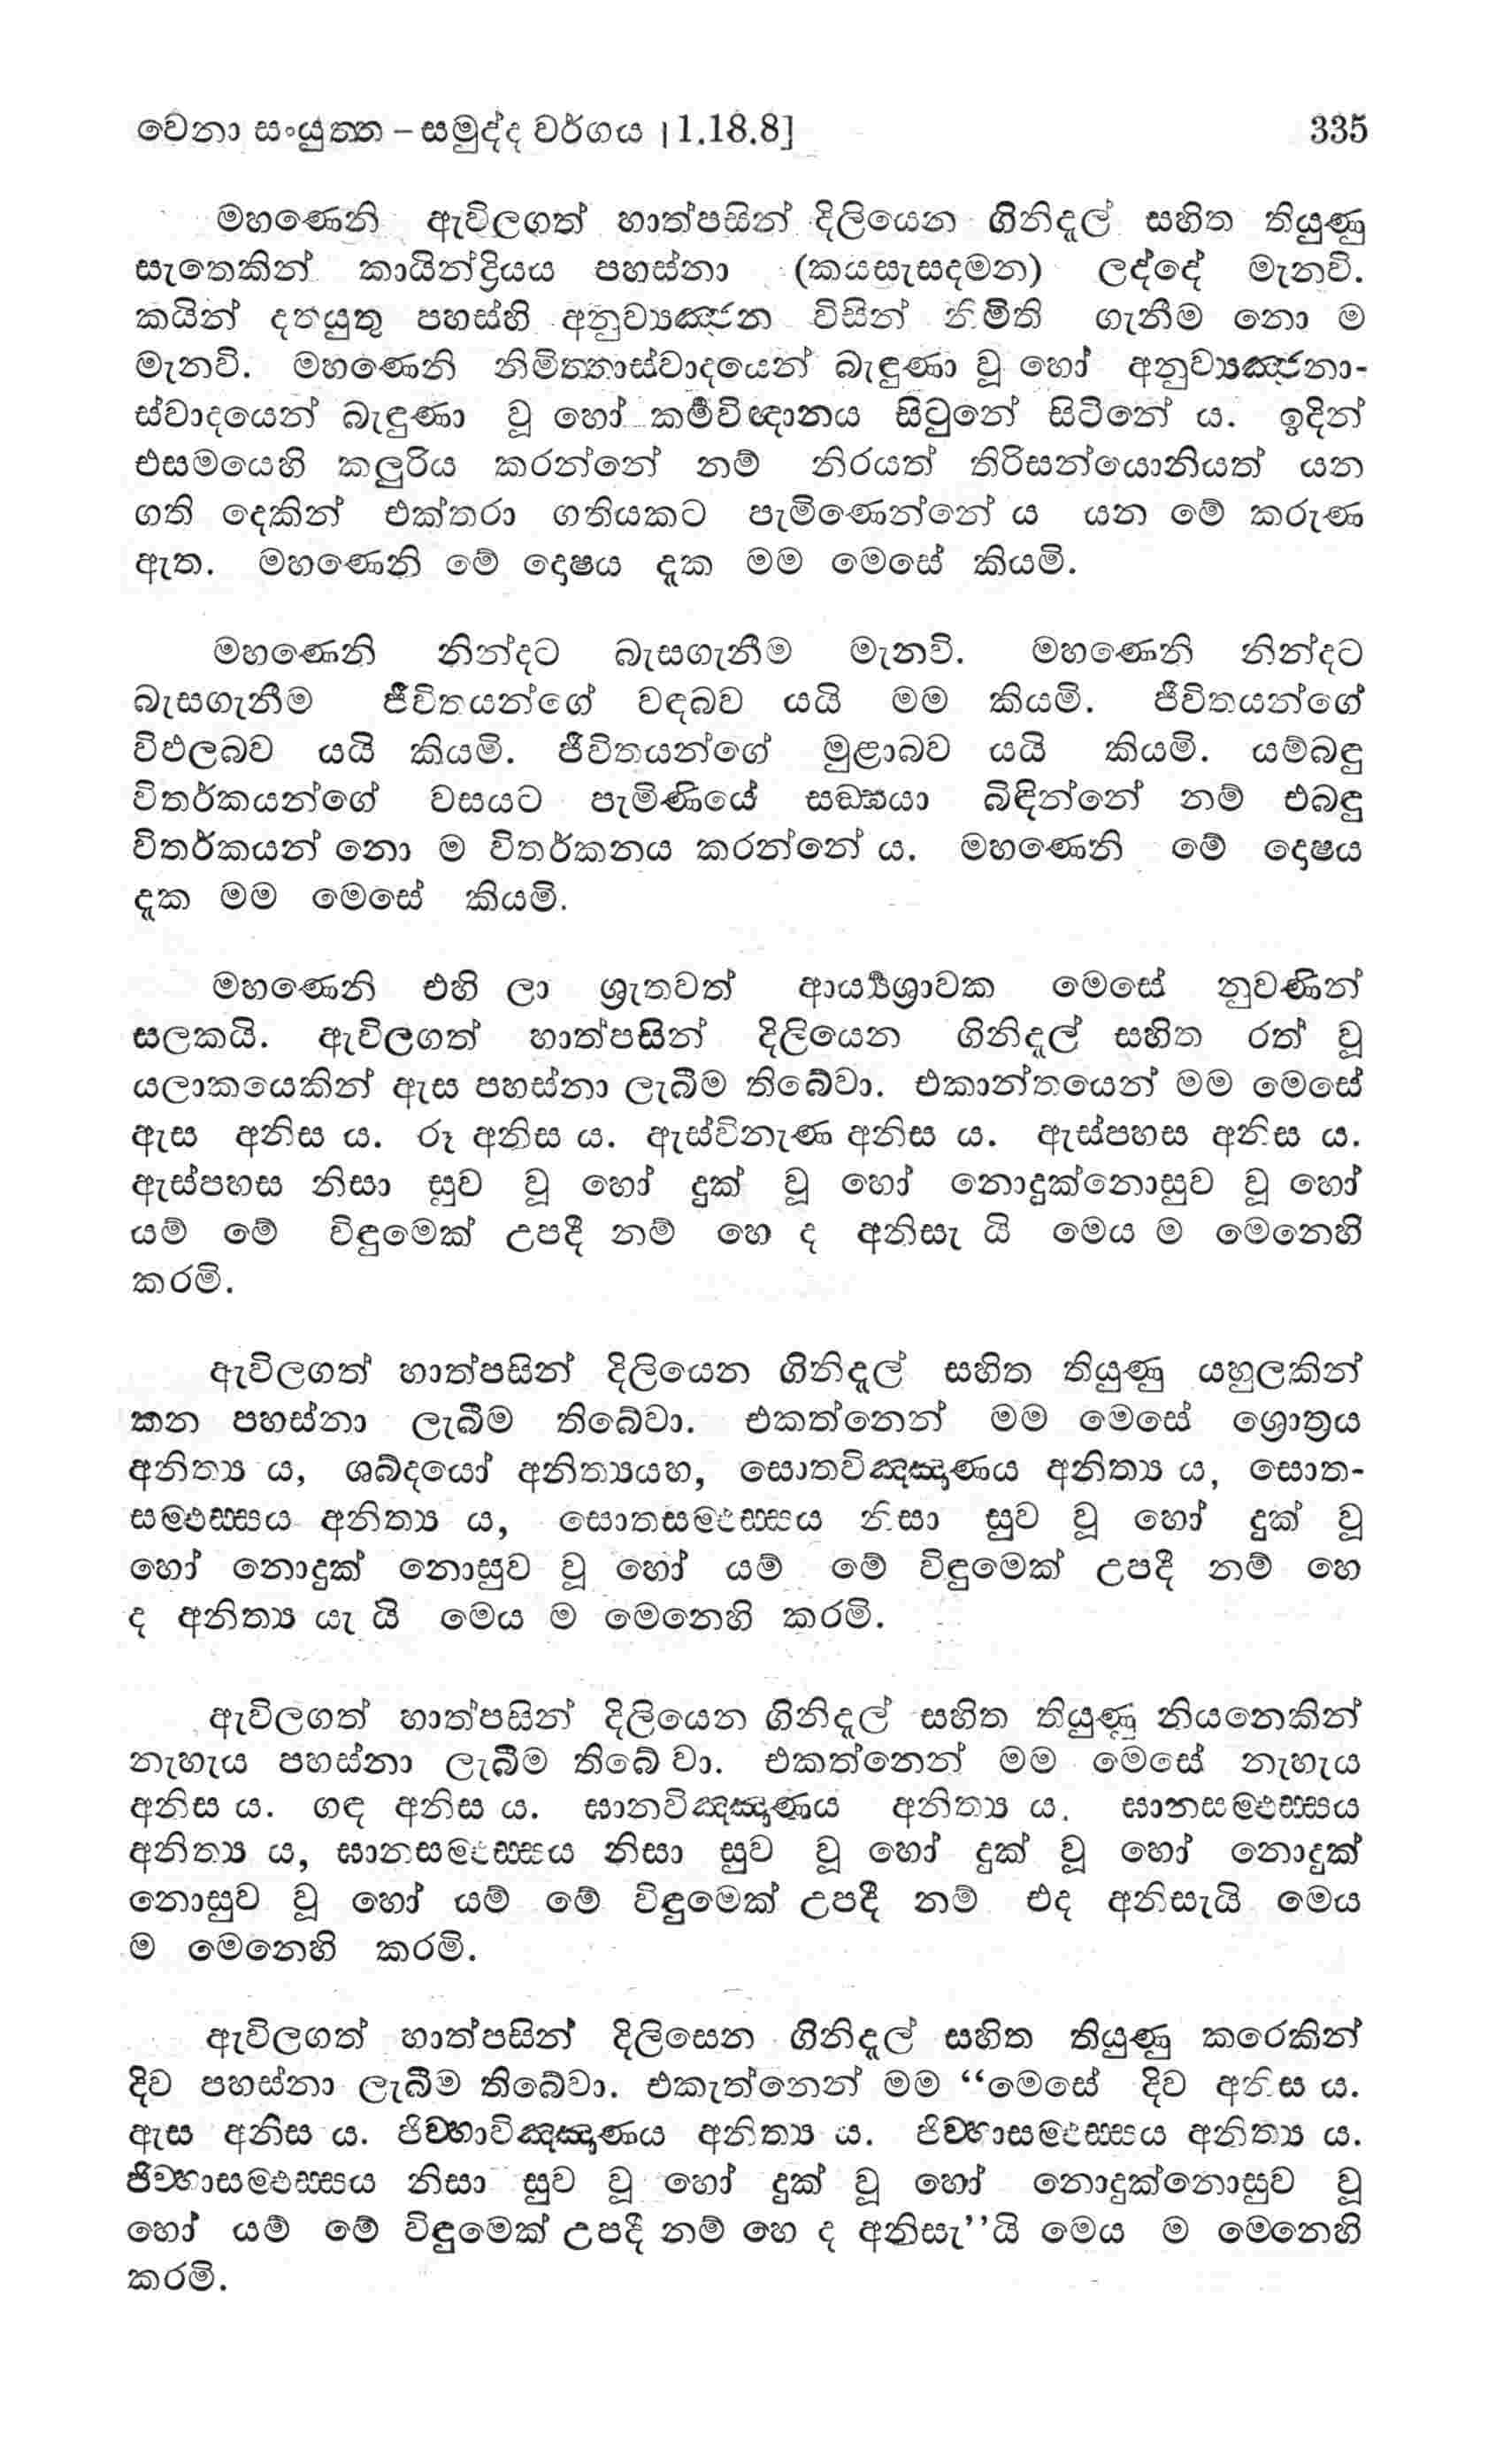 වෙනා සංයුත්ත – සමුද්ද වර්ගය [1.18.8] 335
මහණෙනි ඇවිලගත් හාත්පසින් දිලියෙන ගිනිදැල් සහිත තියුණු
සැතෙකින් කායින්ද්‍රියය පහස්නා (කයසැසදමන) ලද්දේ මැනවි.
කයින් දතයුතු පහස්හි අනුව්‍යඤ්ජන විසින් නිමිති ගැනීම නො ම
මැනවි. මහණෙනි නිමිත්තාස්වාදයෙන් බැඳුණා වූ හෝ අනුව්‍යඤ්ජනා-
ස්වාදයෙන් බැඳුණා වූ හෝ කර්මවිඥානය සිටුනේ සිටිනේ ය. ඉදින්
එසමයෙහි කලුරිය කරන්නේ නම් නිරයත් තිරිසන්යොනියත් යන
ගති දෙකින් එක්තරා ගතියකට පැමිණෙන්නේ ය යන මේ කරුණ
ඇත. මහණෙනි මේ දොෂය දැක මම මෙසේ කියමි.
මහණෙනි නින්දට බැසගැනීම මැනවි. මහණෙනි නින්දට
බැසගැනීම ජීවිතයන්ගේ වඳබව යයි මම කියමි. ජීවිතයන්ගේ
විඵලබව යයි කියමි. ජීවිතයන්ගේ මුළාබව යයි කියමි. යම්බඳු
විතර්කයන්ගේ වසයට පැමිණියේ සඞ්ඝයා බිඳින්නේ නම් එබඳු
විතර්කයන් නො ම විතර්කනය කරන්නේ ය. මහණෙනි මේ දොෂය
දැක මම මෙසේ කියමි.
මහණෙනි එහි ලා ශ්‍රැතවත් ආර්‍ය්‍යශ්‍රාවක මෙසේ නුවණින්
සලකයි. ඇවිලගත් හාත්පසින් දිලියෙන ගිනිදැල් සහිත රත් වූ
යලාකයෙකින් ඇස පහස්නා ලැබීම තිබේවා. එකාන්තයෙන් මම මෙසේ
ඇස අනිස ය. රූ අනිස ය. ඇස්විනැණ අනිස ය. ඇස්පහස අනිස ය.
ඇස්පහස නිසා සුව වූ හෝ දුක් වූ හෝ නොදුක්නොසුව වූ හෝ
යම් මේ විඳුමෙක් උපදී නම් හෙ ද අනිසැ යි මෙය ම මෙනෙහි
කරමි.
ඇවිලගත් හාත්පසින් දිලියෙන ගිනිදැල් සහිත තියුණු යහුලකින්
කන පහස්නා ලැබීම තිබේවා. එකත්නෙන් මම මෙසේ ශ්‍රොත්‍රය
අනිත්‍ය ය, ශබ්දයෝ අනිත්‍යයහ, සොතවිඤ්ඤාණය අනිත්‍ය ය, සොත-
සම්ඵස්සය අනිත්‍ය ය, සොතසම්ඵස්සය නිසා සුව වූ හෝ දුක් වූ
හෝ නොදුක් නොසුව වූ හෝ යම් මේ විඳුමෙක් උපදී නම් හෙ
ද අනිත්‍ය යැ යි මෙය ම මෙනෙහි කරමි.
ඇවිලගත් හාත්පසින් දිලියෙන ගිනිදැල් සහිත තියුණු නියනෙකින්
නැහැය පහස්නා ලැබීම තිබේ වා. එකත්නෙන් මම මෙසේ නැහැය
අනිස ය. ගඳ අනිස ය. ඝානවිඤ්ඤාණය අනිත්‍ය ය. ඝානසම්ඵස්සය
අනිත්‍ය ය, ඝානසම්ඵස්සය නිසා සුව වූ හෝ දුක් වූ හෝ නොදුක්
නොසුව වූ හෝ යම් මේ විඳුමෙක් උපදී නම් එද අනිසැයි මෙය
ම මෙනෙහි කරමි.
ඇවිලගත් හාත්පසින් දිලිසෙන ගිනිදැල් සහිත තියුණු කරෙකින්
දිව පහස්නා ලැබීම තිබේවා. එකැත්නෙන් මම “මෙසේ දිව අනිස ය.
ඇස අනිස ය. ජිව්හාවිඤ්ඤාණය අනිත්‍ය ය. ජිව්හාසම්ඵස්සය අනිත්‍ය ය.
ජිව්හාසම්ඵස්සය නිසා සුව වූ හෝ දුක් වූ හෝ නොදුක්නොසුව වූ
හෝ යම් මේ විඳුමෙක් උපදී නම් හෙ ද අනිසැ’’යි මෙය ම මෙනෙහි
කරමි.